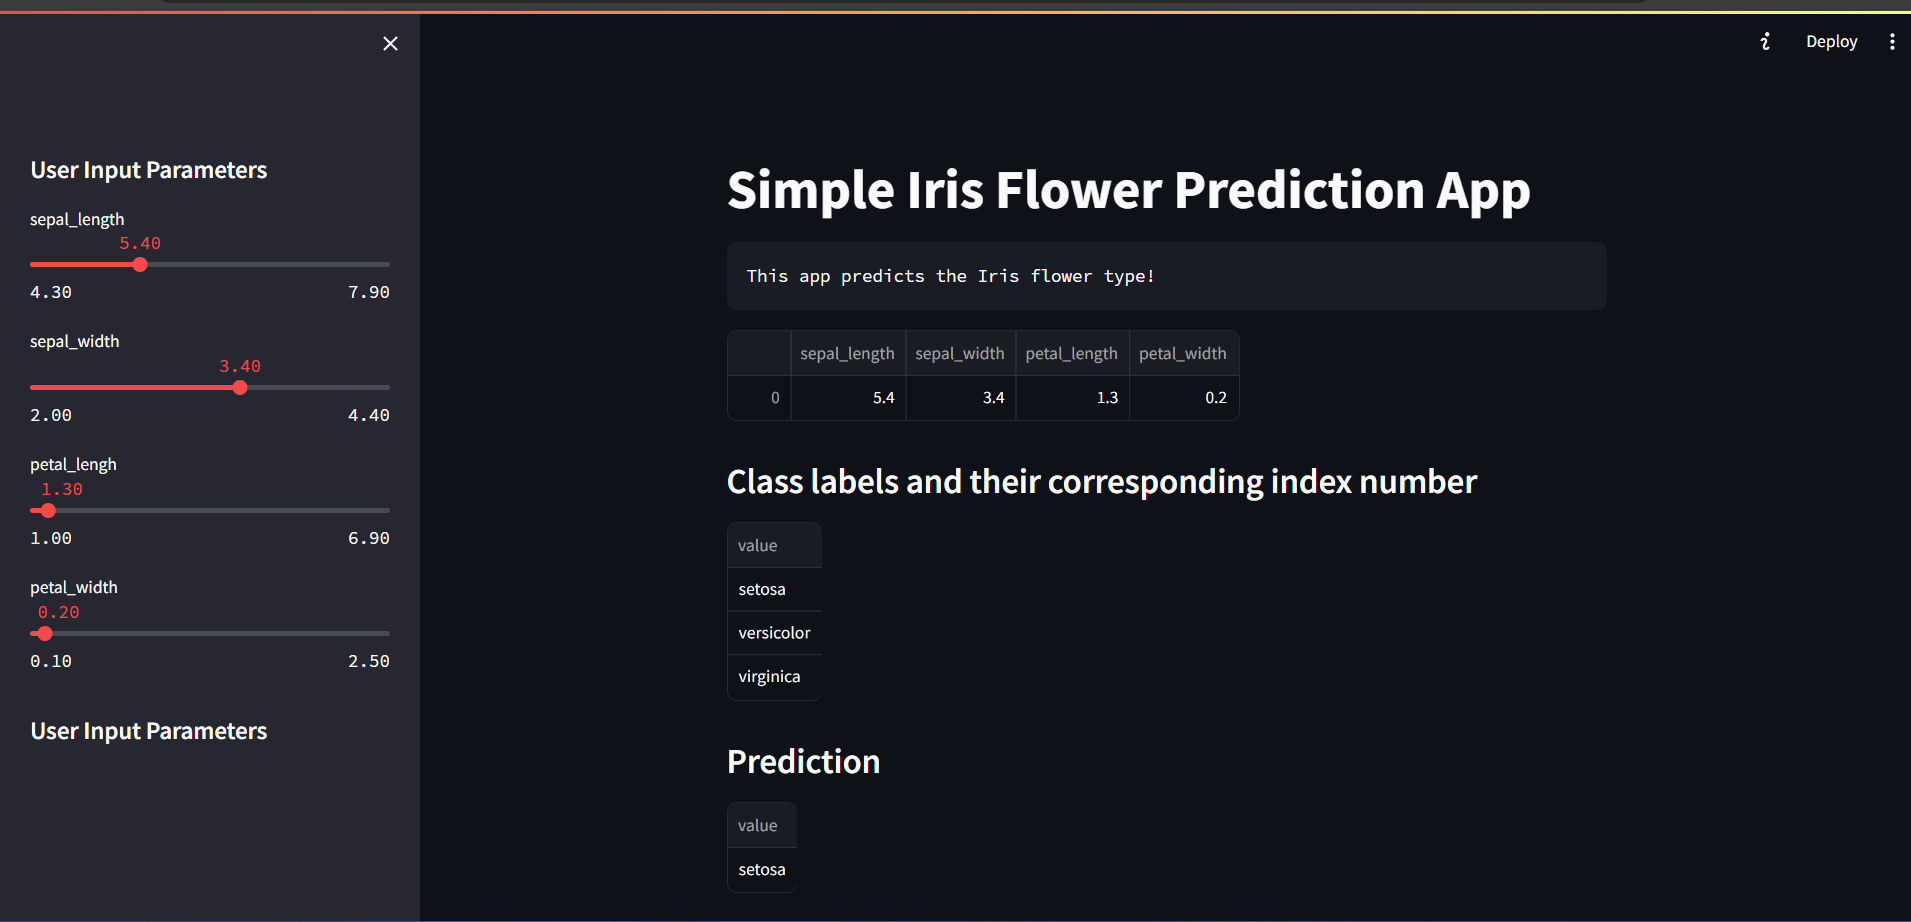 Deploy
User Input Parameters
sepal_length
5.40
4.30 7.90
sepal_width
3.40
2.00 4.40
petal_lengh
1.30
1.00 6.90
petal_width
0.20
0.10 2.50
User Input Parameters
Simple Iris Flower Prediction App
This app predicts the Iris flower type!
sepal_length sepal_width petal_length petal_width
0 5.4 3.4 1.3 0.2
Class labels and their corresponding index number
value
setosa
versicolor
virginica
Prediction
value
setosa